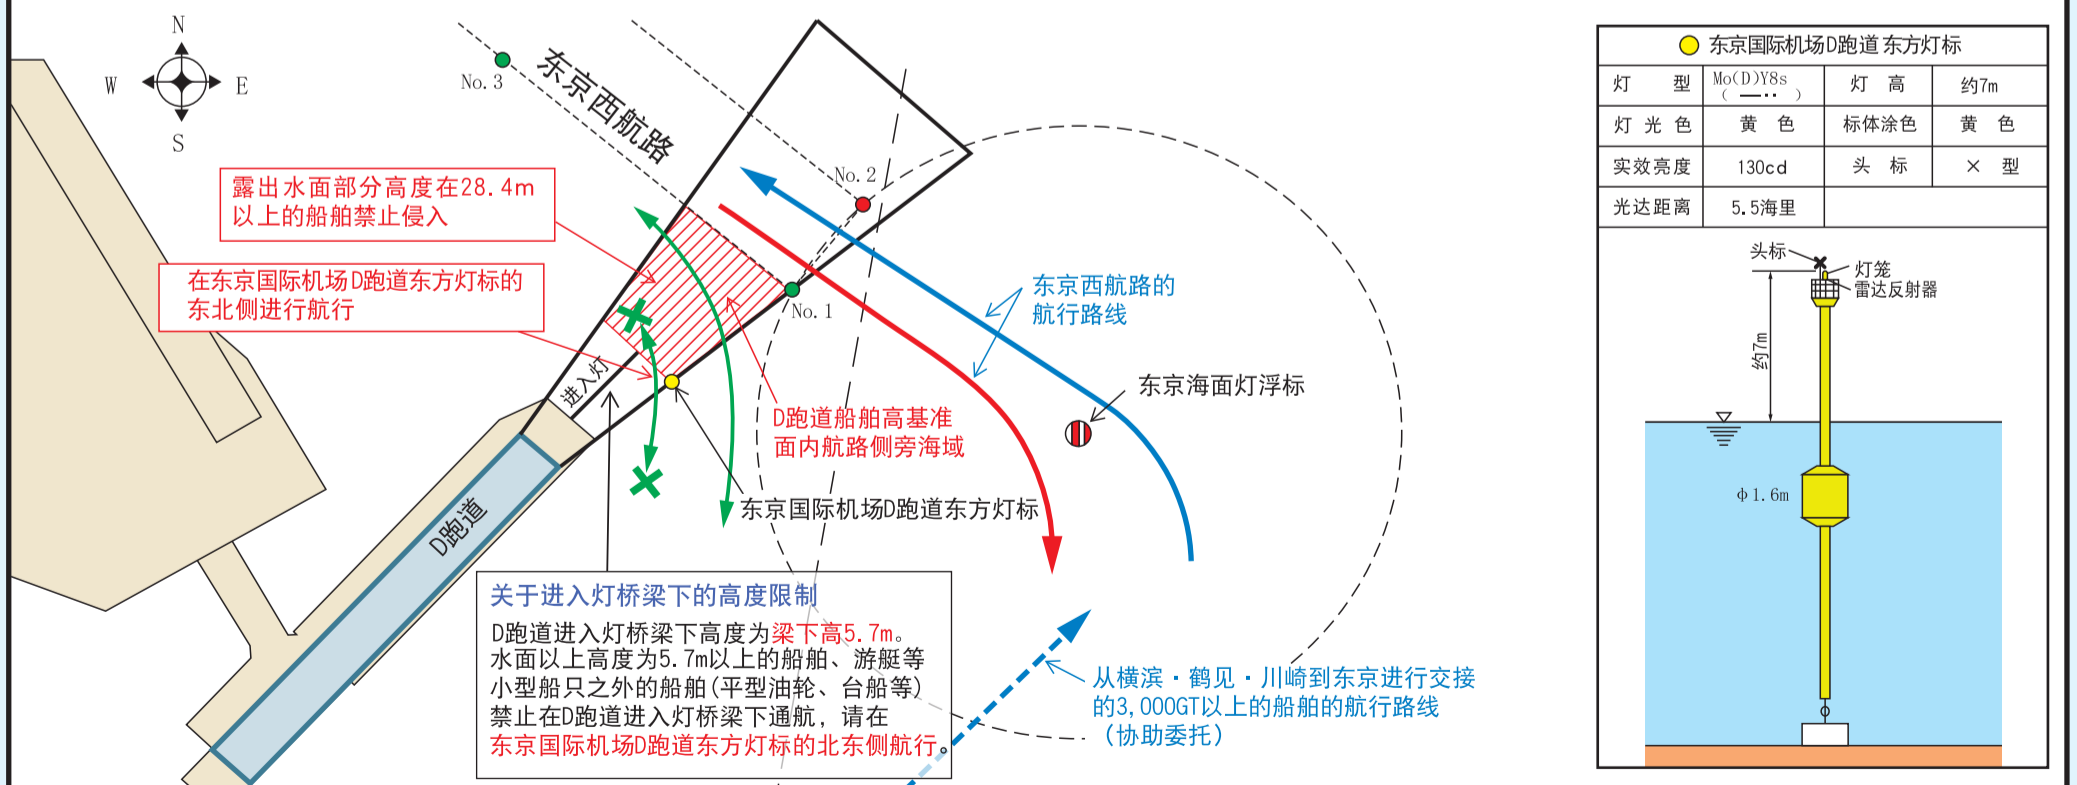 N
W
E
S
No.3
东京西航路
No.2
No.1
露出水面部分高度在28.4m
以上的船舶禁止侵入
在东京国际机场D跑道东方灯标的
东北侧进行航行
进入灯
D跑道
D跑道船舶高基准
面内航路侧旁海域
东京西航路的
航行路线
东京海面灯浮标
东京国际机场D跑道东方灯标
关于进入灯桥梁下的高度限制
D跑道进入灯桥梁下高度为梁下高5.7m。
水面以上高度为5.7m以上的船舶、游艇等
小型船只之外的船舶(平型油轮、台船等)
禁止在D跑道进入灯桥梁下通航，请在
东京国际机场D跑道东方灯标的北东侧航行。
从横滨·鹤见·川崎到东京进行交接
的3,000GT以上的船舶的航行路线
（协助委托）
东京国际机场D跑道 东方灯标
灯 型 Mo(D)Y8s 灯 高 约7m
( —·· )
灯光色 黄 色 标体涂色 黄 色
实效亮度 130cd 头 标 × 型
光达距离 5.5海里
头标
灯笼
雷达反射器
约7m
φ1.6m